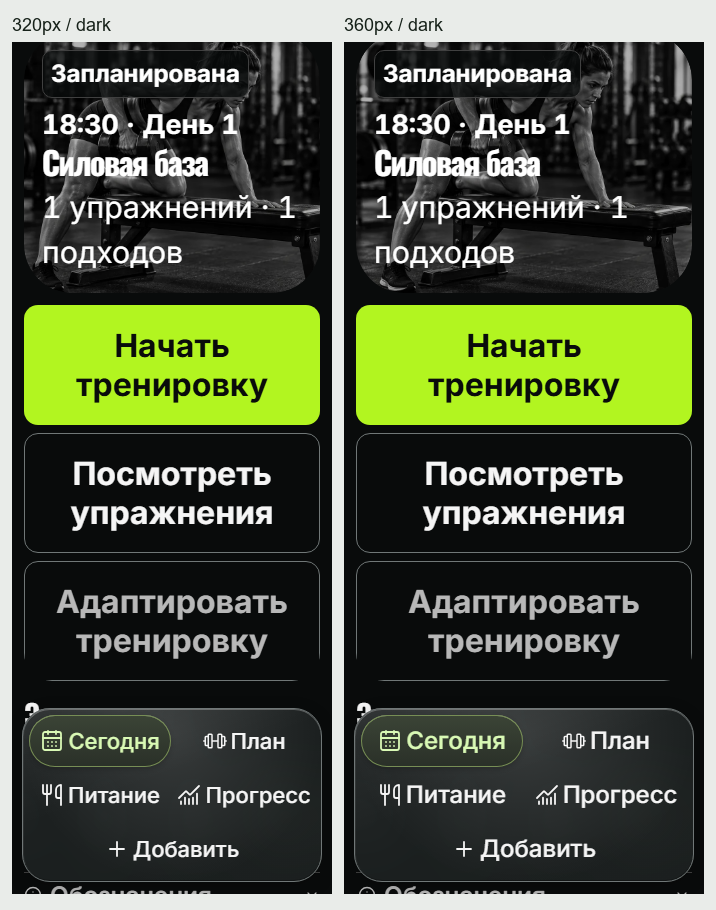 320px / dark
Запланирована
18:30 · День 1
Силовая база
1 упражнений · 1
подходов
Начать
тренировку
Посмотреть
упражнения
Адаптировать
тренировку
Сегодня
План
Питание
Прогресс
+ Добавить
Обозначения
360px / dark
Запланирована
18:30 · День 1
Силовая база
1 упражнений · 1
подходов
Начать
тренировку
Посмотреть
упражнения
Адаптировать
тренировку
Сегодня
План
Питание
Прогресс
+ Добавить
Обозначения